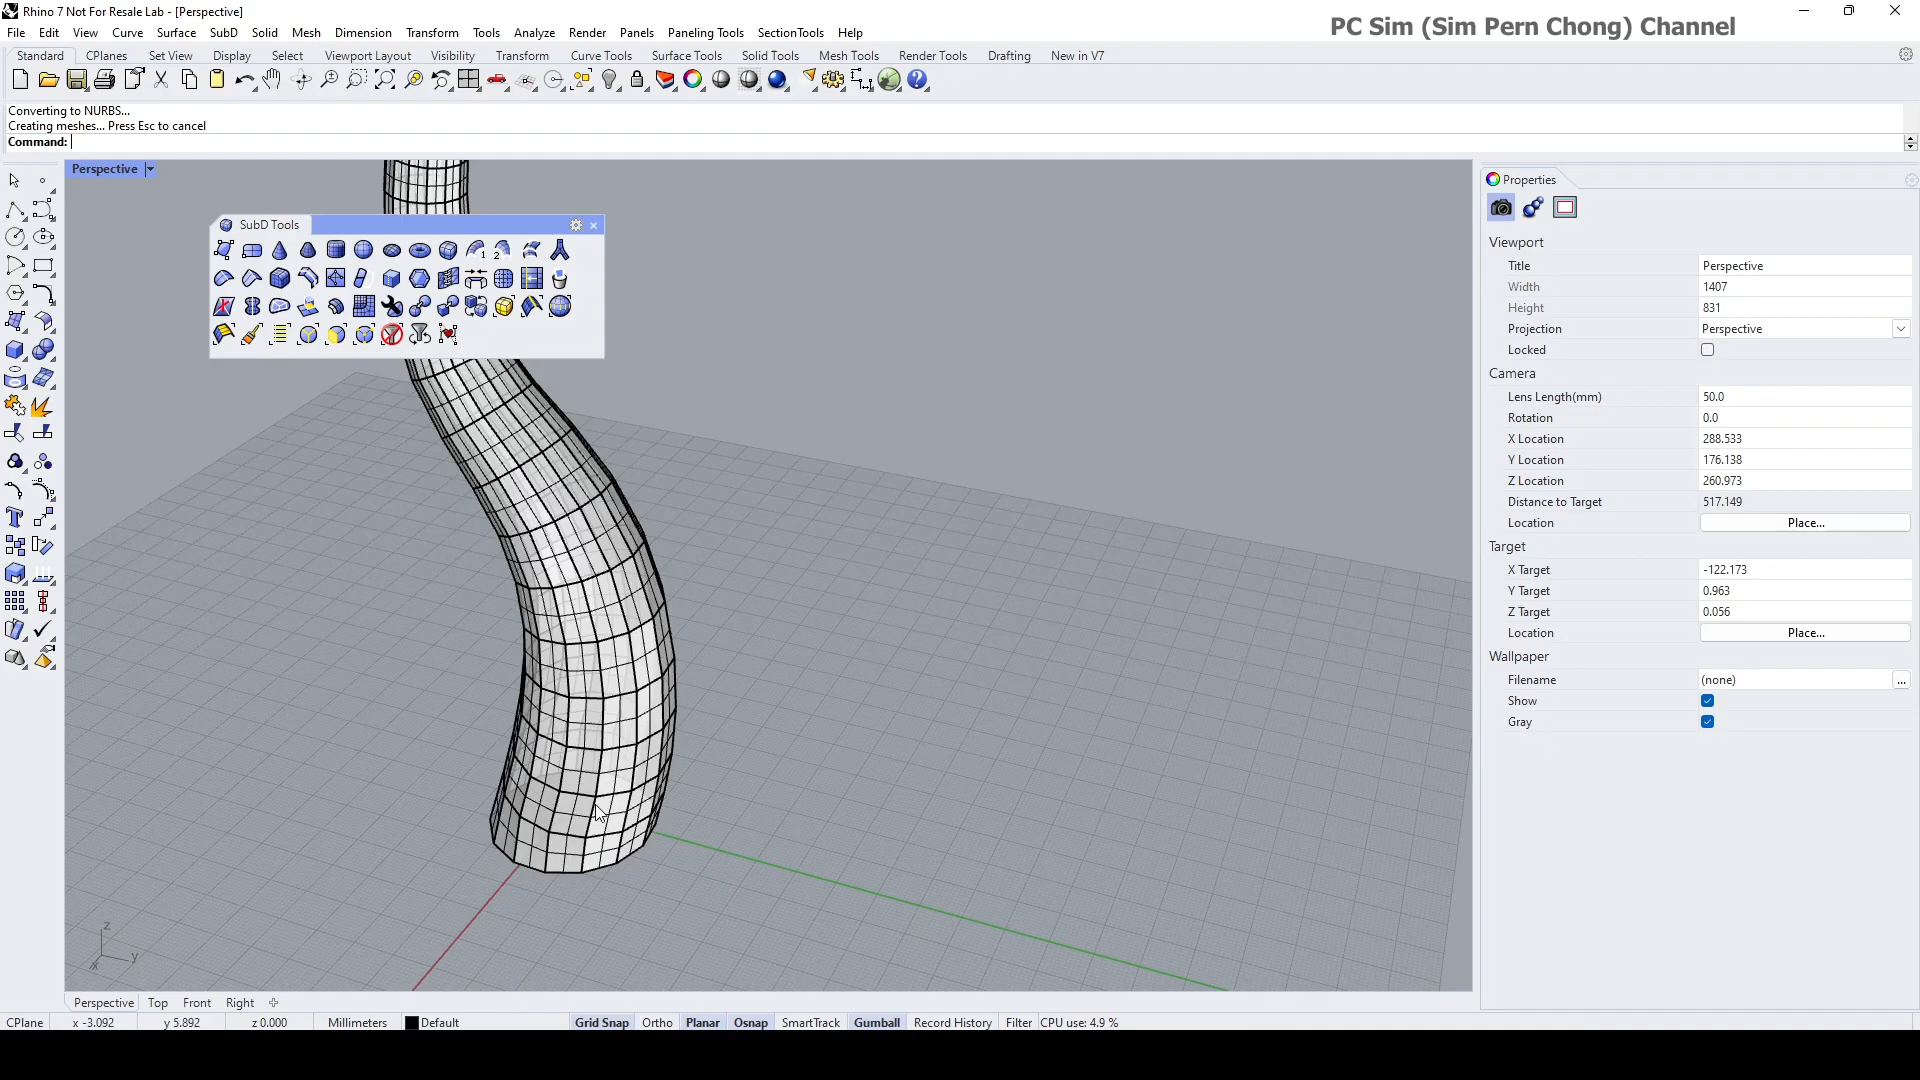 Rhino 7 Not For Resale Lab - [Perspective]
PC Sim (Sim Pern Chong) Channel
File Edit View Curve Surface SubD Solid Mesh Dimension Transform Tools Analyze Render Panels Paneling Tools SectionTools Help
Standard CPlanes Set View Display Select Viewport Layout Visibility Transform Curve Tools Surface Tools Solid Tools Mesh Tools Render Tools Drafting New in V7
Converting to NURBS...
Creating meshes... Press Esc to cancel
Command:
Perspective
SubD Tools
1 2
Properties
Viewport
Title Perspective
Width 1407
Height 831
Projection Perspective
Locked
Camera
Lens Length(mm) 50.0
Rotation 0.0
X Location 288.533
Y Location 176.138
Z Location 260.973
Distance to Target 517.149
Location Place...
Target
X Target -122.173
Y Target 0.963
Z Target 0.056
Location Place...
Wallpaper
Filename (none) ...
Show
Gray
z
y
x
Perspective Top Front Right
CPlane x -3.092 y 5.892 z 0.000 Millimeters Default Grid Snap Ortho Planar Osnap SmartTrack Gumball Record History Filter CPU use: 4.9 %